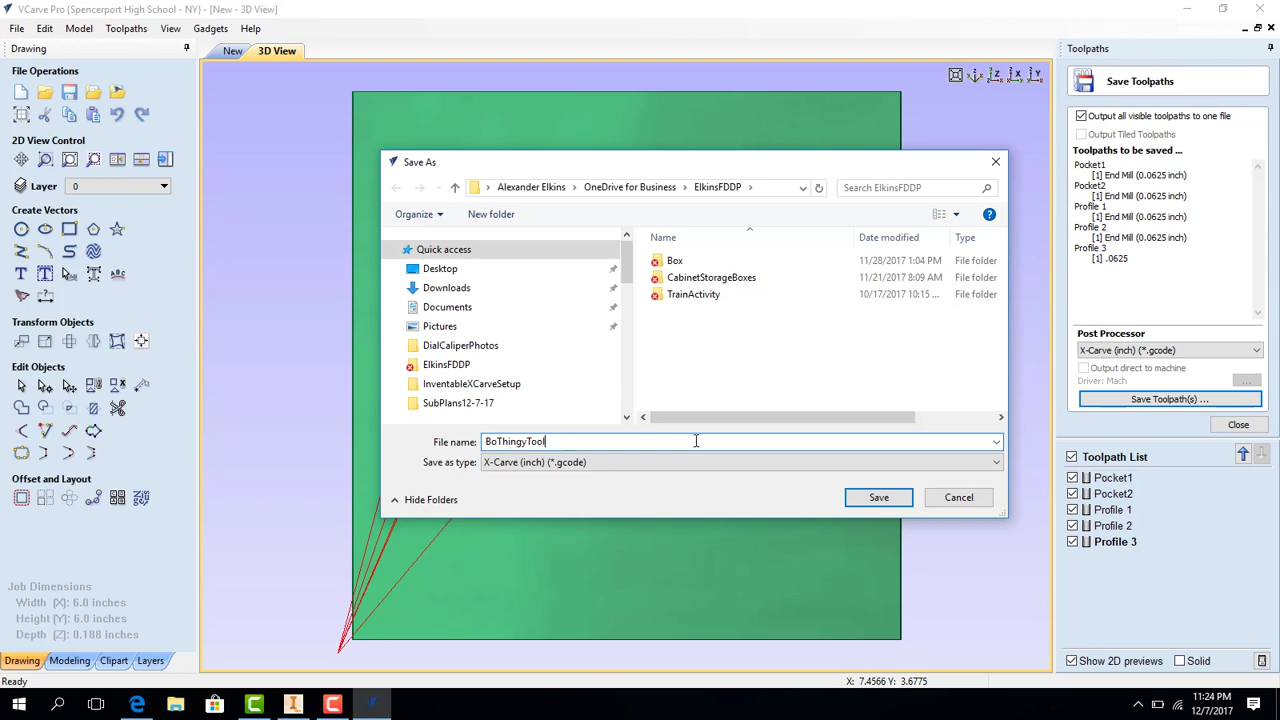 VCarve Pro {Spencerport High School - NY} - [New - 3D View]
File Edit Model Toolpaths View Gadgets Help
Drawing
File Operations
2D View Control
Layer 0
Create Vectors
Transform Objects
Edit Objects
Offset and Layout
Job Dimensions
Width (X): 6.0 inches
Height (Y): 6.0 inches
Depth (Z): 0.188 inches
Drawing Modeling Clipart Layers
Ready
New 3D View
Save As
Alexander Elkins > OneDrive for Business > ElkinsFDDP >
Search ElkinsFDDP
Organize New folder
Quick access
Desktop
Downloads
Documents
Pictures
DialCaliperPhotos
ElkinsFDDP
InventableXCarveSetup
SubPlans12-7-17
Name Date modified Type
Box 11/28/2017 1:04 PM File folder
CabinetStorageBoxes 11/21/2017 8:09 AM File folder
TrainActivity 10/17/2017 10:15 ... File folder
File name: BoThingyTool
Save as type: X-Carve (inch) (*.gcode)
Hide Folders Save Cancel
Toolpaths
Save Toolpaths
Output all visible toolpaths to one file
Output Tiled Toolpaths
Toolpaths to be saved ...
Pocket1
[1] End Mill (0.0625 inch)
Pocket2
[1] End Mill (0.0625 inch)
Profile 1
[1] End Mill (0.0625 inch)
Profile 2
[1] End Mill (0.0625 inch)
Profile 3
[1] .0625
Post Processor
X-Carve (inch) (*.gcode)
Output direct to machine
Driver: Mach ...
Save Toolpath(s) ...
Close
Toolpath List
Pocket1
Pocket2
Profile 1
Profile 2
Profile 3
Show 2D previews Solid
X: 7.4566 Y: 3.6775
11:24 PM
12/7/2017